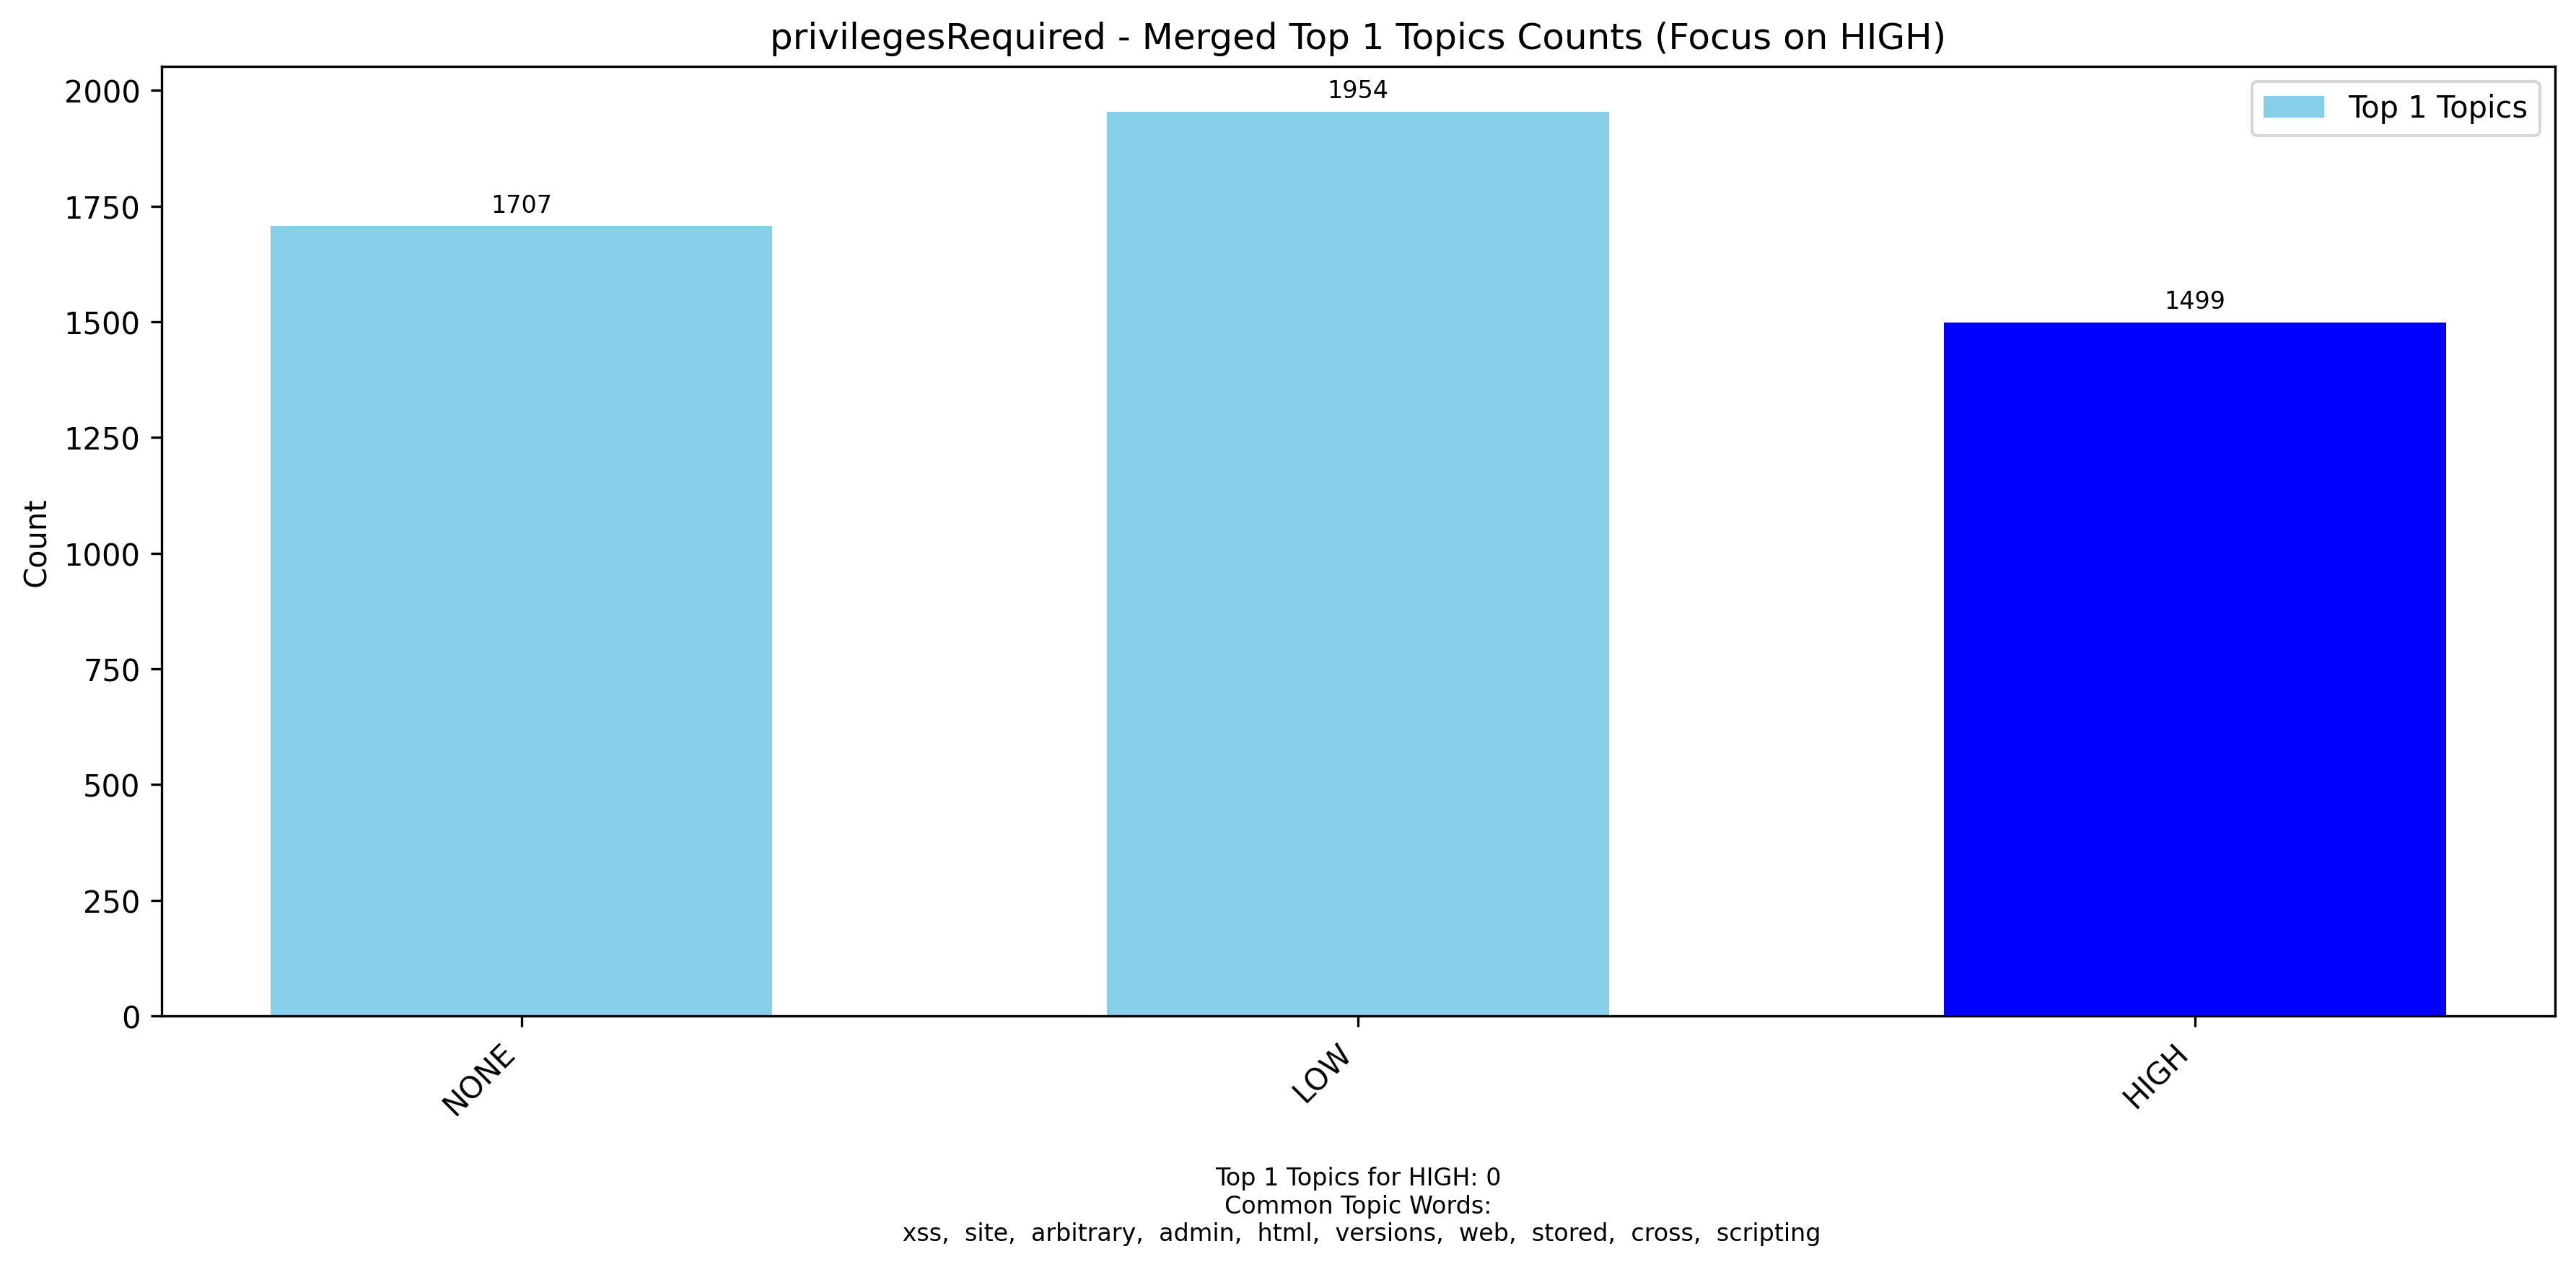 privilegesRequired - Merged Top 1 Topics Counts (Focus on HIGH)
Top 1 Topics
Count
2000
1750
1500
1250
1000
750
500
250
0
1707
1954
1499
NONE
LOW
HIGH
Top 1 Topics for HIGH: 0
Common Topic Words:
xss,  site,  arbitrary,  admin,  html,  versions,  web,  stored,  cross,  scripting